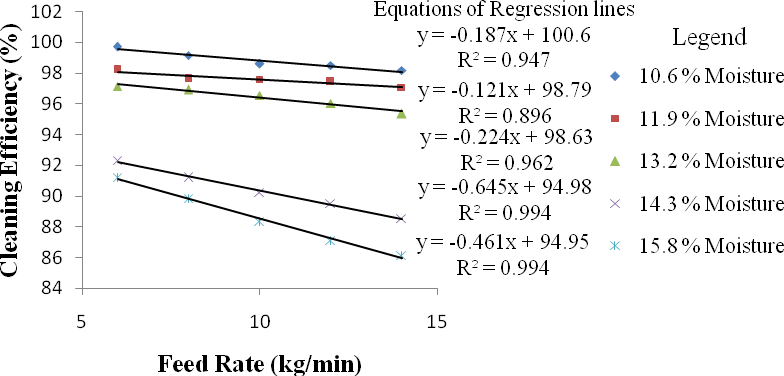 Equations of Regression lines
y = -0.187x + 100.6
R² = 0.947
y = -0.121x + 98.79
R² = 0.896
y = -0.224x + 98.63
R² = 0.962
y = -0.645x + 94.98
R² = 0.994
y = -0.461x + 94.95
R² = 0.994
Legend
10.6 % Moisture
11.9 % Moisture
13.2 % Moisture
14.3 % Moisture
15.8 % Moisture
Cleaning Efficiency (%)
102
100
98
96
94
92
90
88
86
84
5
10
15
Feed Rate (kg/min)